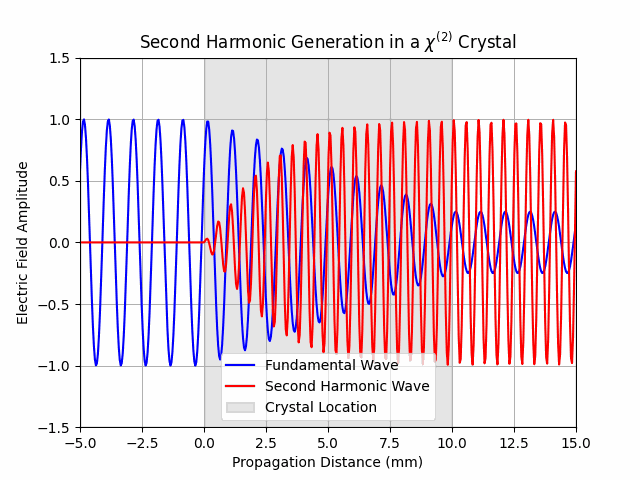 Second Harmonic Generation in a χ⁽²⁾ Crystal
Electric Field Amplitude
1.5
1.0
0.5
0.0
−0.5
−1.0
−1.5
Fundamental Wave
Second Harmonic Wave
Crystal Location
−5.0 −2.5 0.0 2.5 5.0 7.5 10.0 12.5 15.0
Propagation Distance (mm)